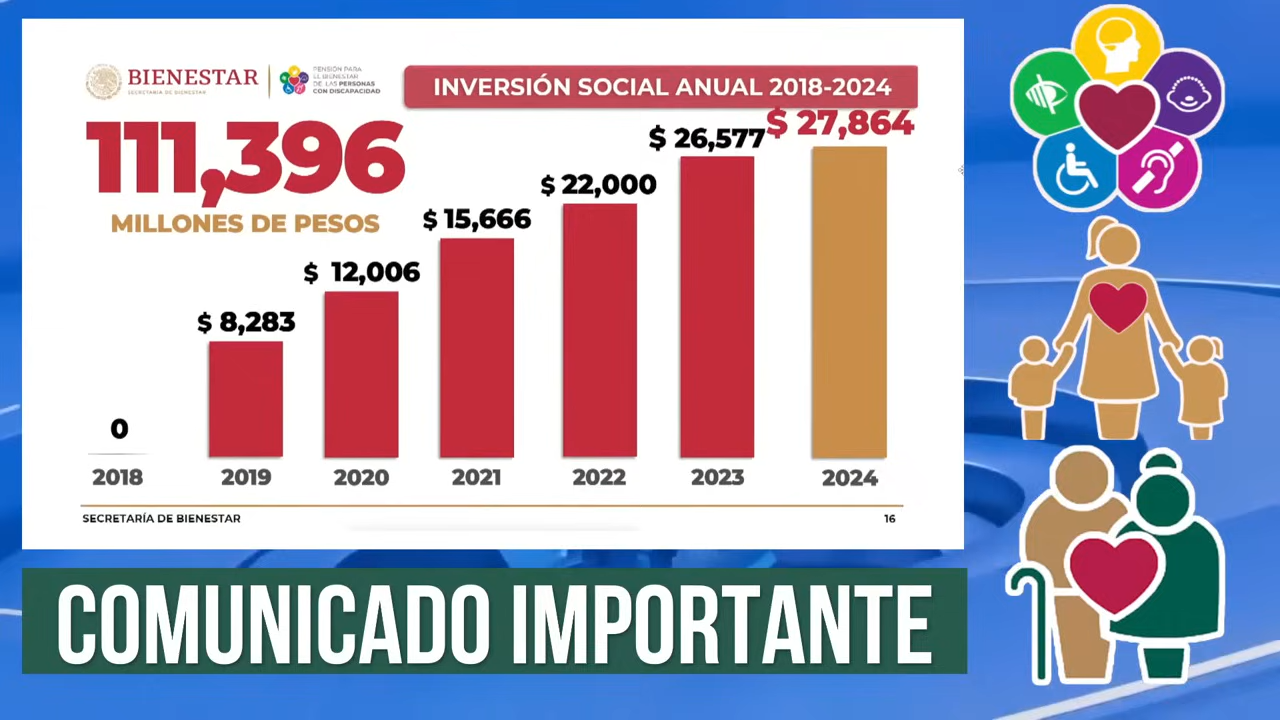 BIENESTAR
SECRETARÍA DE BIENESTAR
PENSIÓN PARA
EL BIENESTAR
DE LAS PERSONAS
CON DISCAPACIDAD
INVERSIÓN SOCIAL ANUAL 2018-2024
111,396
MILLONES DE PESOS
0
$ 8,283
$ 12,006
$ 15,666
$ 22,000
$ 26,577
$ 27,864
2018
2019
2020
2021
2022
2023
2024
SECRETARÍA DE BIENESTAR
16
COMUNICADO IMPORTANTE